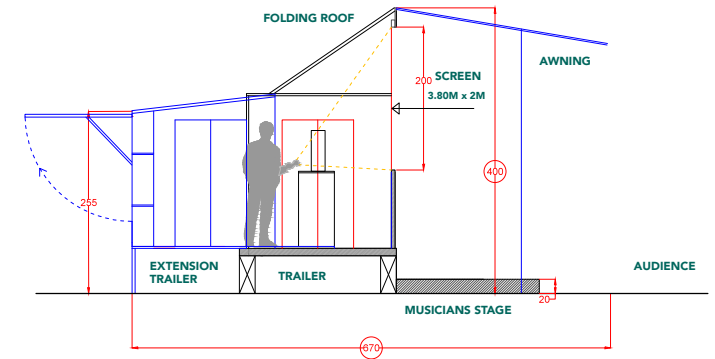 FOLDING ROOF
AWNING
200
SCREEN
3.80M x 2M
400
255
EXTENSION
TRAILER
TRAILER
AUDIENCE
20
MUSICIANS STAGE
670